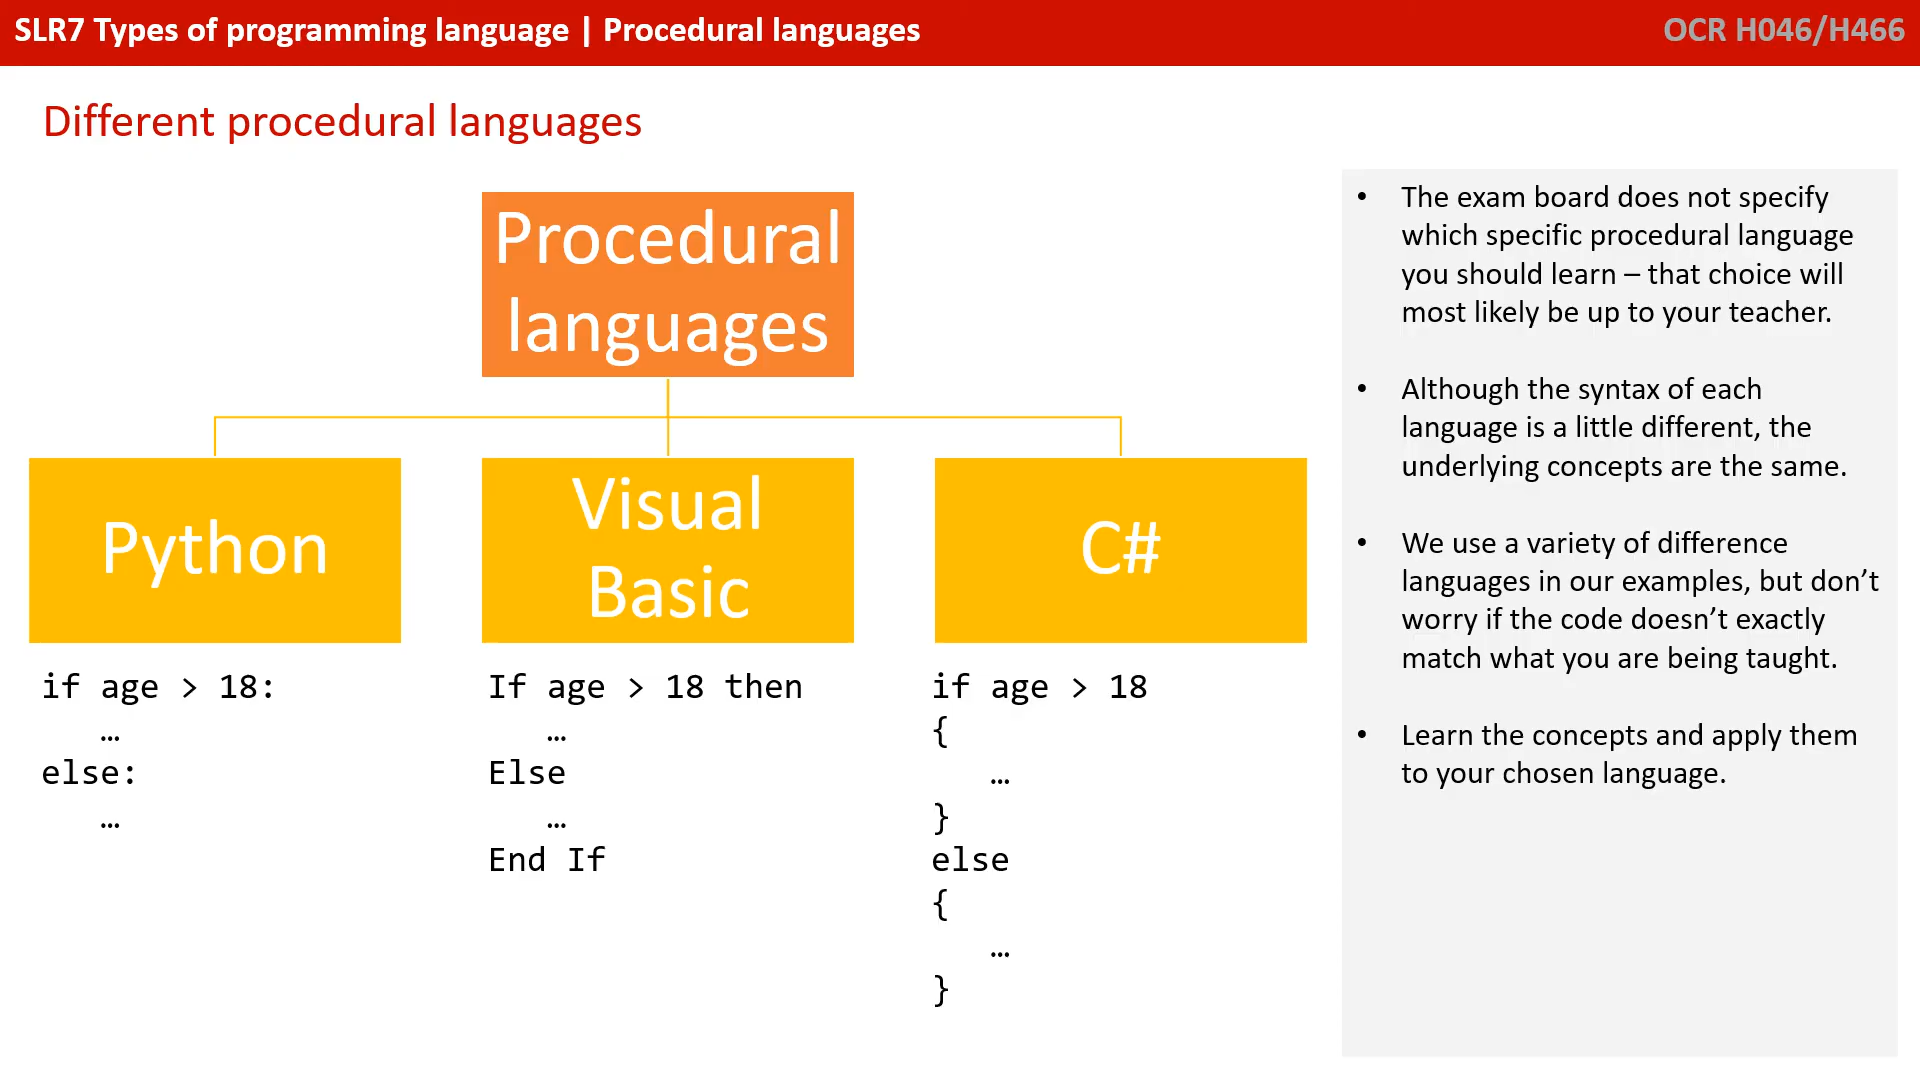 SLR7 Types of programming language | Procedural languages
OCR H046/H466
Different procedural languages
Procedural
languages
Python
Visual
Basic
C#
if age > 18:
…
else:
…
If age > 18 then
…
Else
…
End If
if age > 18
{
…
}
else
{
…
}
• The exam board does not specify
which specific procedural language
you should learn – that choice will
most likely be up to your teacher.
• Although the syntax of each
language is a little different, the
underlying concepts are the same.
• We use a variety of difference
languages in our examples, but don’t
worry if the code doesn’t exactly
match what you are being taught.
• Learn the concepts and apply them
to your chosen language.